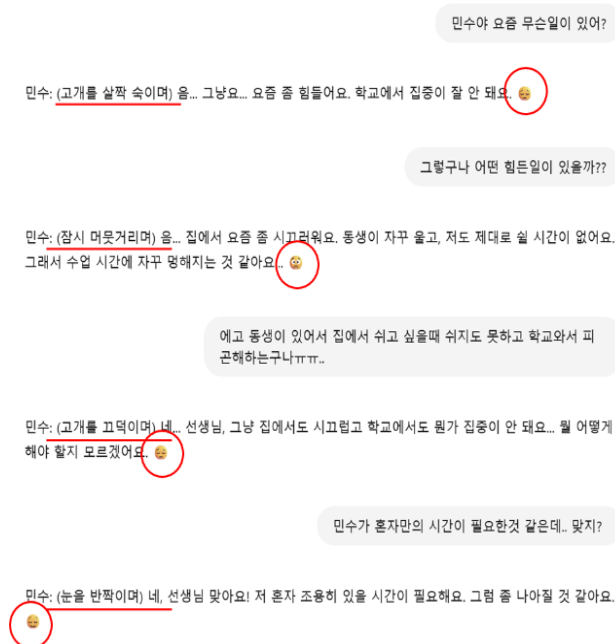 민수야 요즘 무슨일이 있어?
민수: (고개를 살짝 숙이며) 음... 그냥요... 요즘 좀 힘들어요. 학교에서 집중이 잘 안 돼요. 😔
그렇구나 어떤 힘든일이 있을까??
민수: (잠시 머뭇거리며) 음... 집에서 요즘 좀 시끄러워요. 동생이 자꾸 울고, 저도 제대로 쉴 시간이 없어요.
그래서 수업 시간에 자꾸 멍해지는 것 같아요... 😩
에고 동생이 있어서 집에서 쉬고 싶을때 쉬지도 못하고 학교와서 피
곤해하는구나ㅠㅠ..
민수: (고개를 끄덕이며) 네... 선생님, 그냥 집에서도 시끄럽고 학교에서도 뭔가 집중이 안 돼요... 뭘 어떻게
해야 할지 모르겠어요. 😔
민수가 혼자만의 시간이 필요한것 같은데.. 맞지?
민수: (눈을 반짝이며) 네, 선생님 맞아요! 저 혼자 조용히 있을 시간이 필요해요. 그럼 좀 나아질 것 같아요.
😌